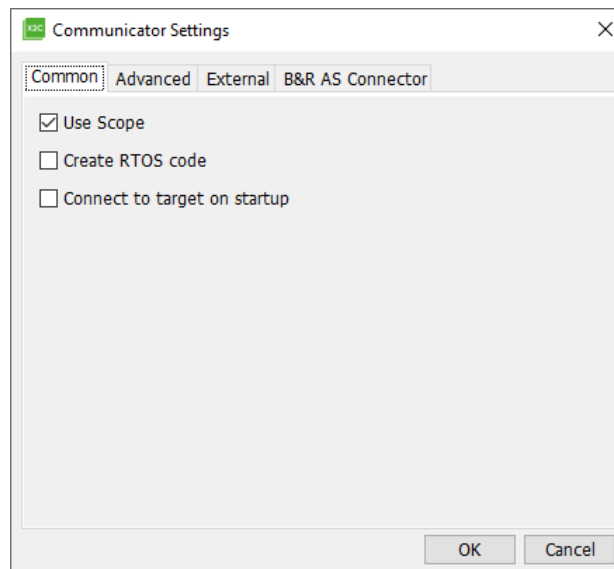 X2C Communicator Settings
Common Advanced External B&R AS Connector
Use Scope
Create RTOS code
Connect to target on startup
OK Cancel